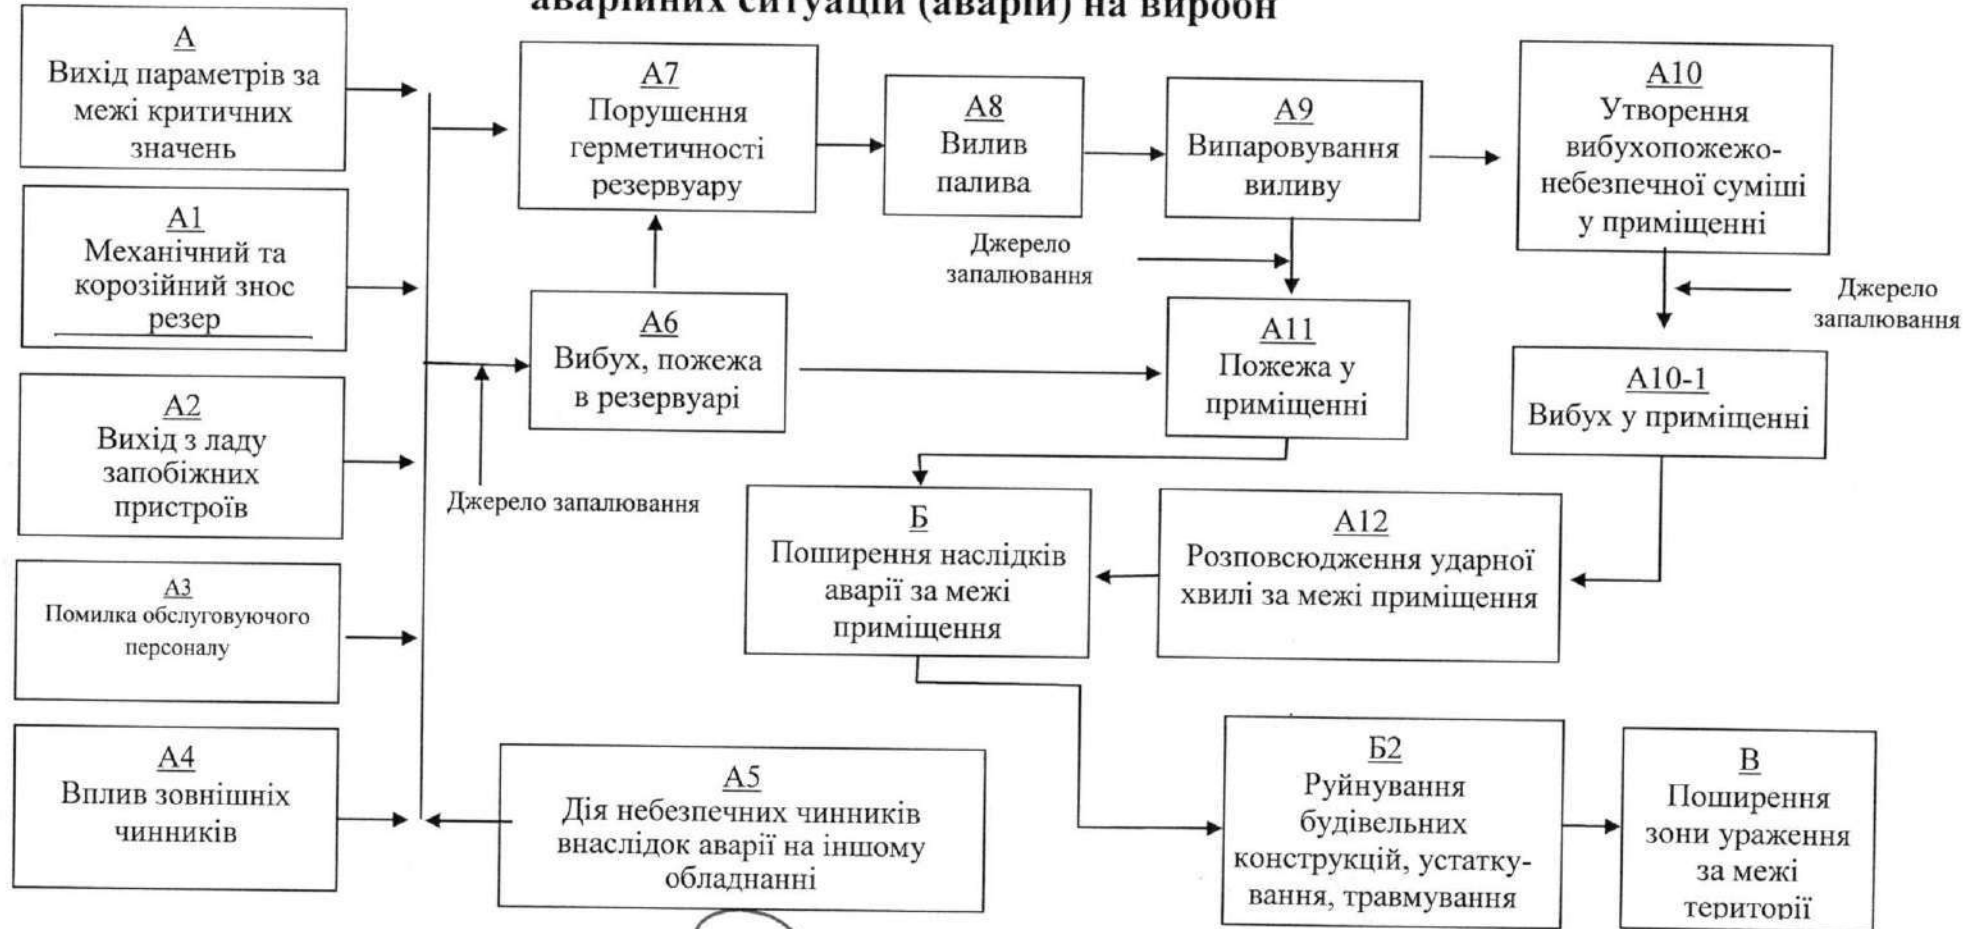 аварійних ситуацій (аварій) на виробн
А
Вихід параметрів за
межі критичних
значень
А1
Механічний та
корозійний знос
резер
А2
Вихід з ладу
запобіжних
пристроїв
А3
Помилка обслуговуючого
персоналу
А4
Вплив зовнішніх
чинників
А7
Порушення
герметичності
резервуару
А8
Вилив
палива
А9
Випаровування
виливу
А10
Утворення
вибухопожежо-
небезпечної суміші
у приміщенні
Джерело
запалювання
Джерело
запалювання
А6
Вибух, пожежа
в резервуарі
А11
Пожежа у
приміщенні
А10-1
Вибух у приміщенні
Джерело запалювання
Б
Поширення наслідків
аварії за межі
приміщення
А12
Розповсюдження ударної
хвилі за межі приміщення
А5
Дія небезпечних чинників
внаслідок аварії на іншому
обладнанні
Б2
Руйнування
будівельних
конструкцій, устатку-
вання, травмування
В
Поширення
зони ураження
за межі
території